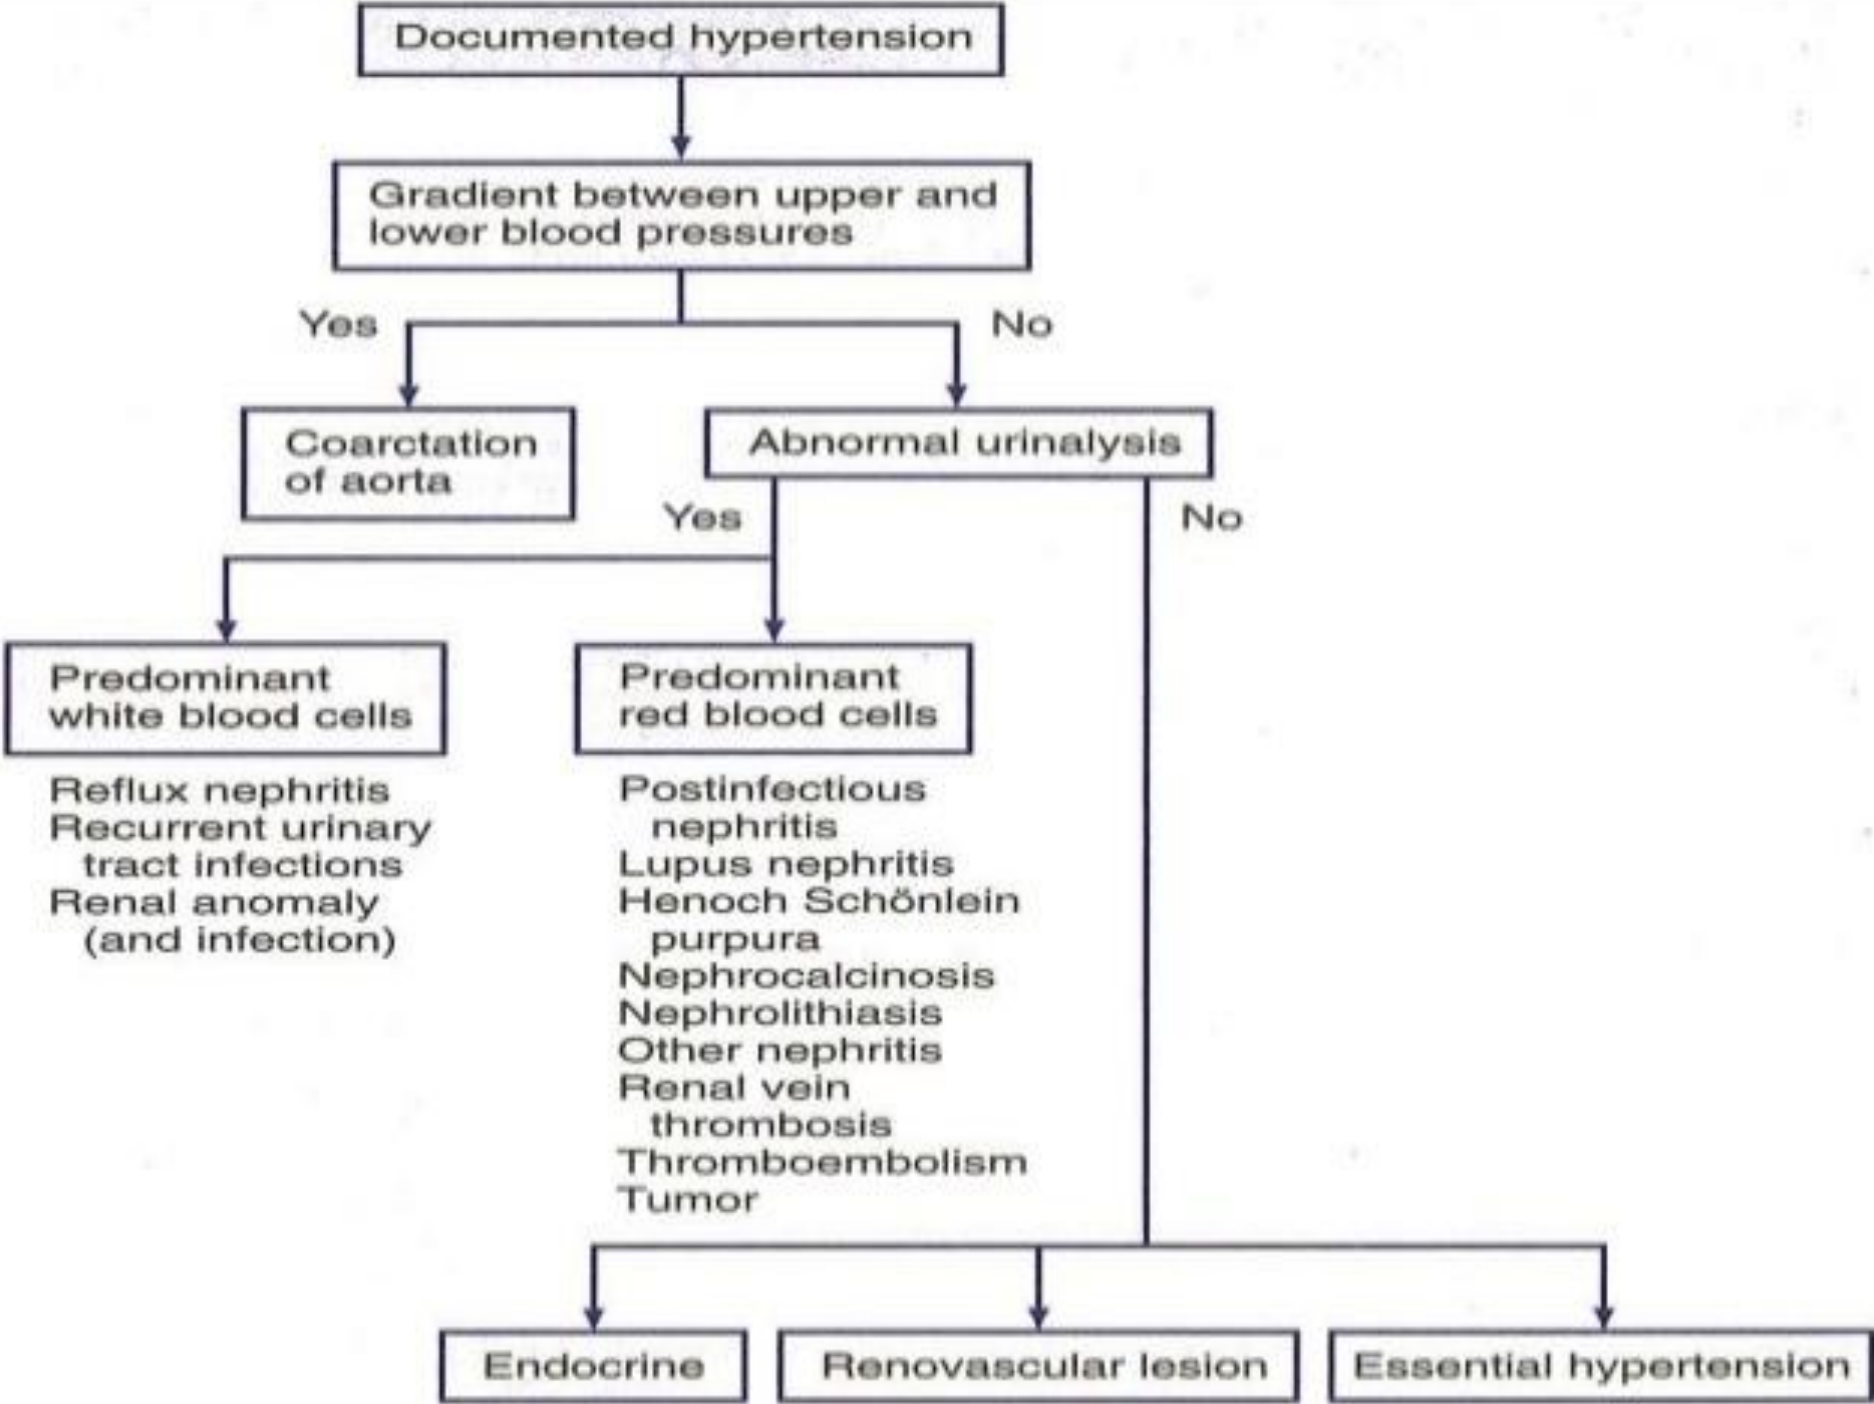 Documented hypertension
Gradient between upper and
lower blood pressures
Yes
No
Coarctation
of aorta
Abnormal urinalysis
Yes
No
Predominant
white blood cells
Reflux nephritis
Recurrent urinary
tract infections
Renal anomaly
(and infection)
Predominant
red blood cells
Postinfectious
nephritis
Lupus nephritis
Henoch Schönlein
purpura
Nephrocalcinosis
Nephrolithiasis
Other nephritis
Renal vein
thrombosis
Thromboembolism
Tumor
Endocrine
Renovascular lesion
Essential hypertension